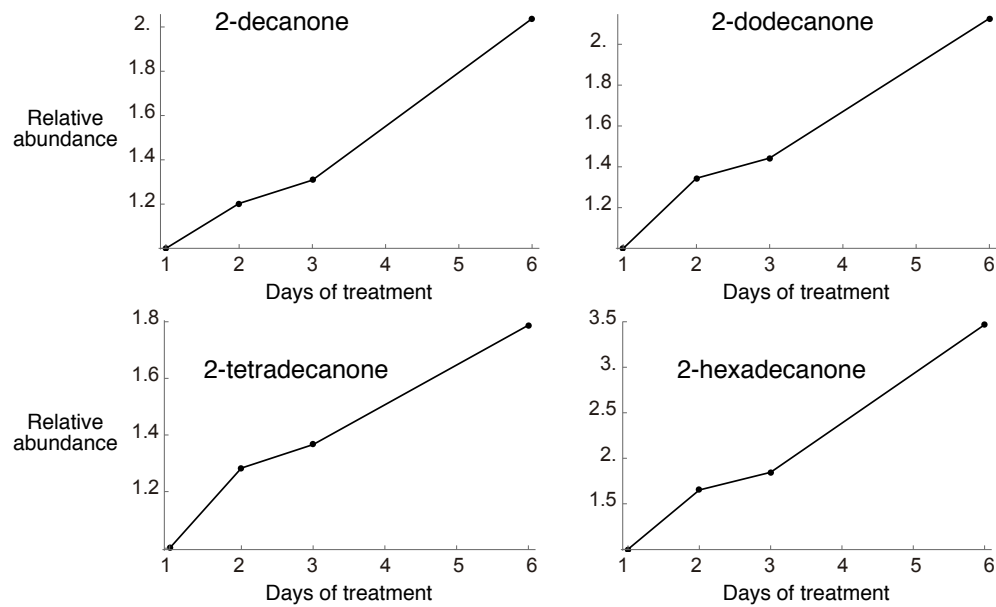 2-decanone
2.
1.8
1.6
1.4
1.2
Relative
abundance
1 2 3 4 5 6
Days of treatment
2-dodecanone
2.
1.8
1.6
1.4
1.2
1 2 3 4 5 6
Days of treatment
2-tetradecanone
1.8
1.6
1.4
1.2
Relative
abundance
1 2 3 4 5 6
Days of treatment
2-hexadecanone
3.5
3.
2.5
2.
1.5
1 2 3 4 5 6
Days of treatment